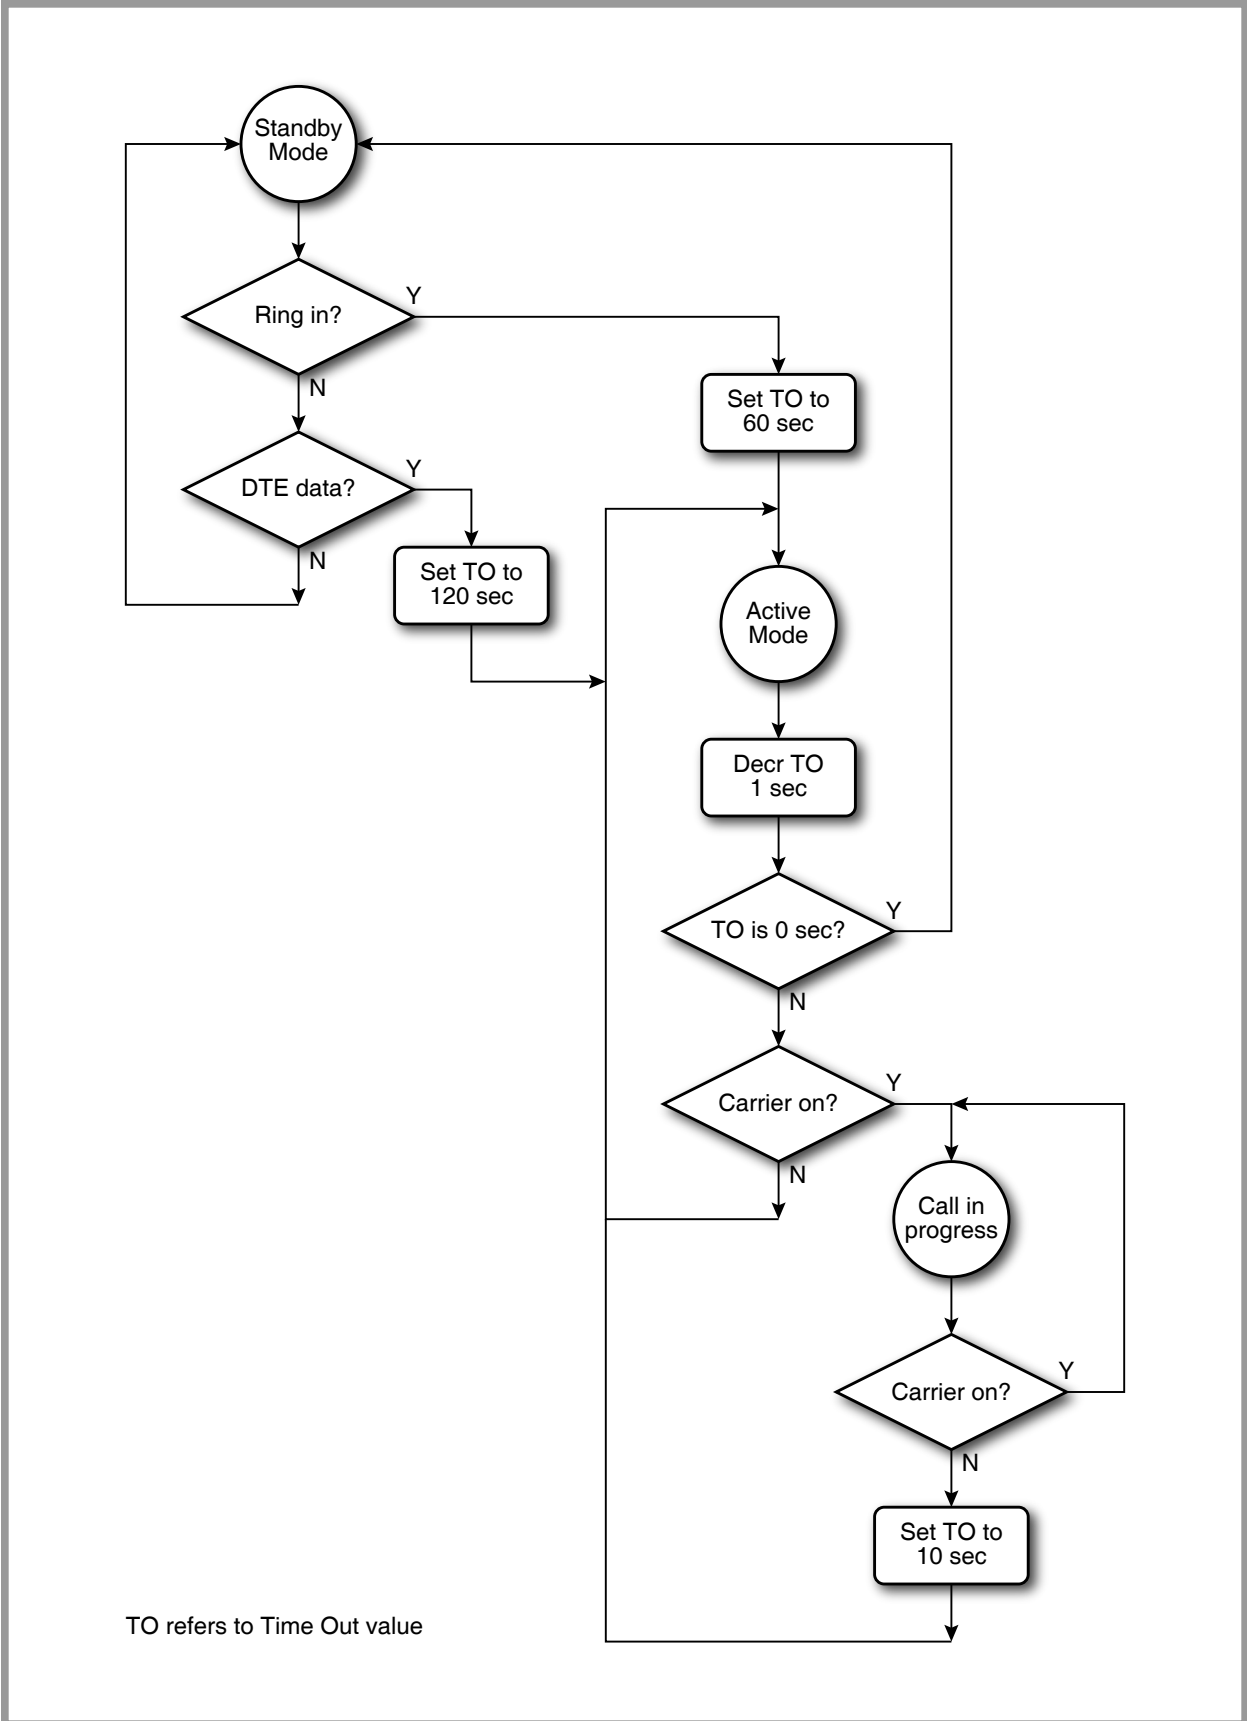 Standby
Mode
Ring in?
Y
N
DTE data?
Y
N
Set TO to
120 sec
Set TO to
60 sec
Active
Mode
Decr TO
1 sec
TO is 0 sec?
Y
N
Carrier on?
Y
N
Call in
progress
Carrier on?
Y
N
Set TO to
10 sec
TO refers to Time Out value